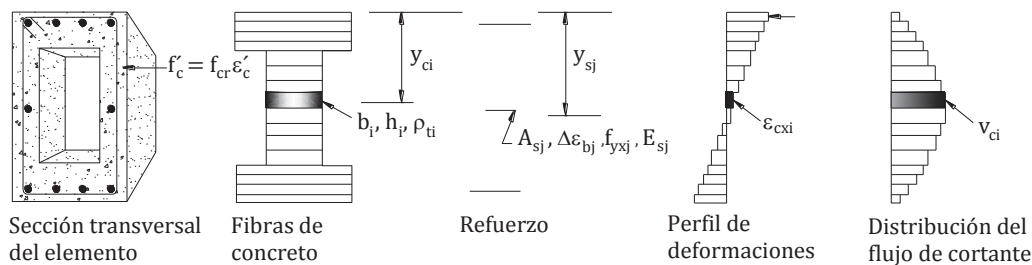 f′c = fcr ε′c
yci
bi, hi, ρti
ysj
Asj, Δεbj, fyxj, Esj
εcxi
vci
Sección transversal
del elemento
Fibras de
concreto
Refuerzo
Perfil de
deformaciones
Distribución del
flujo de cortante